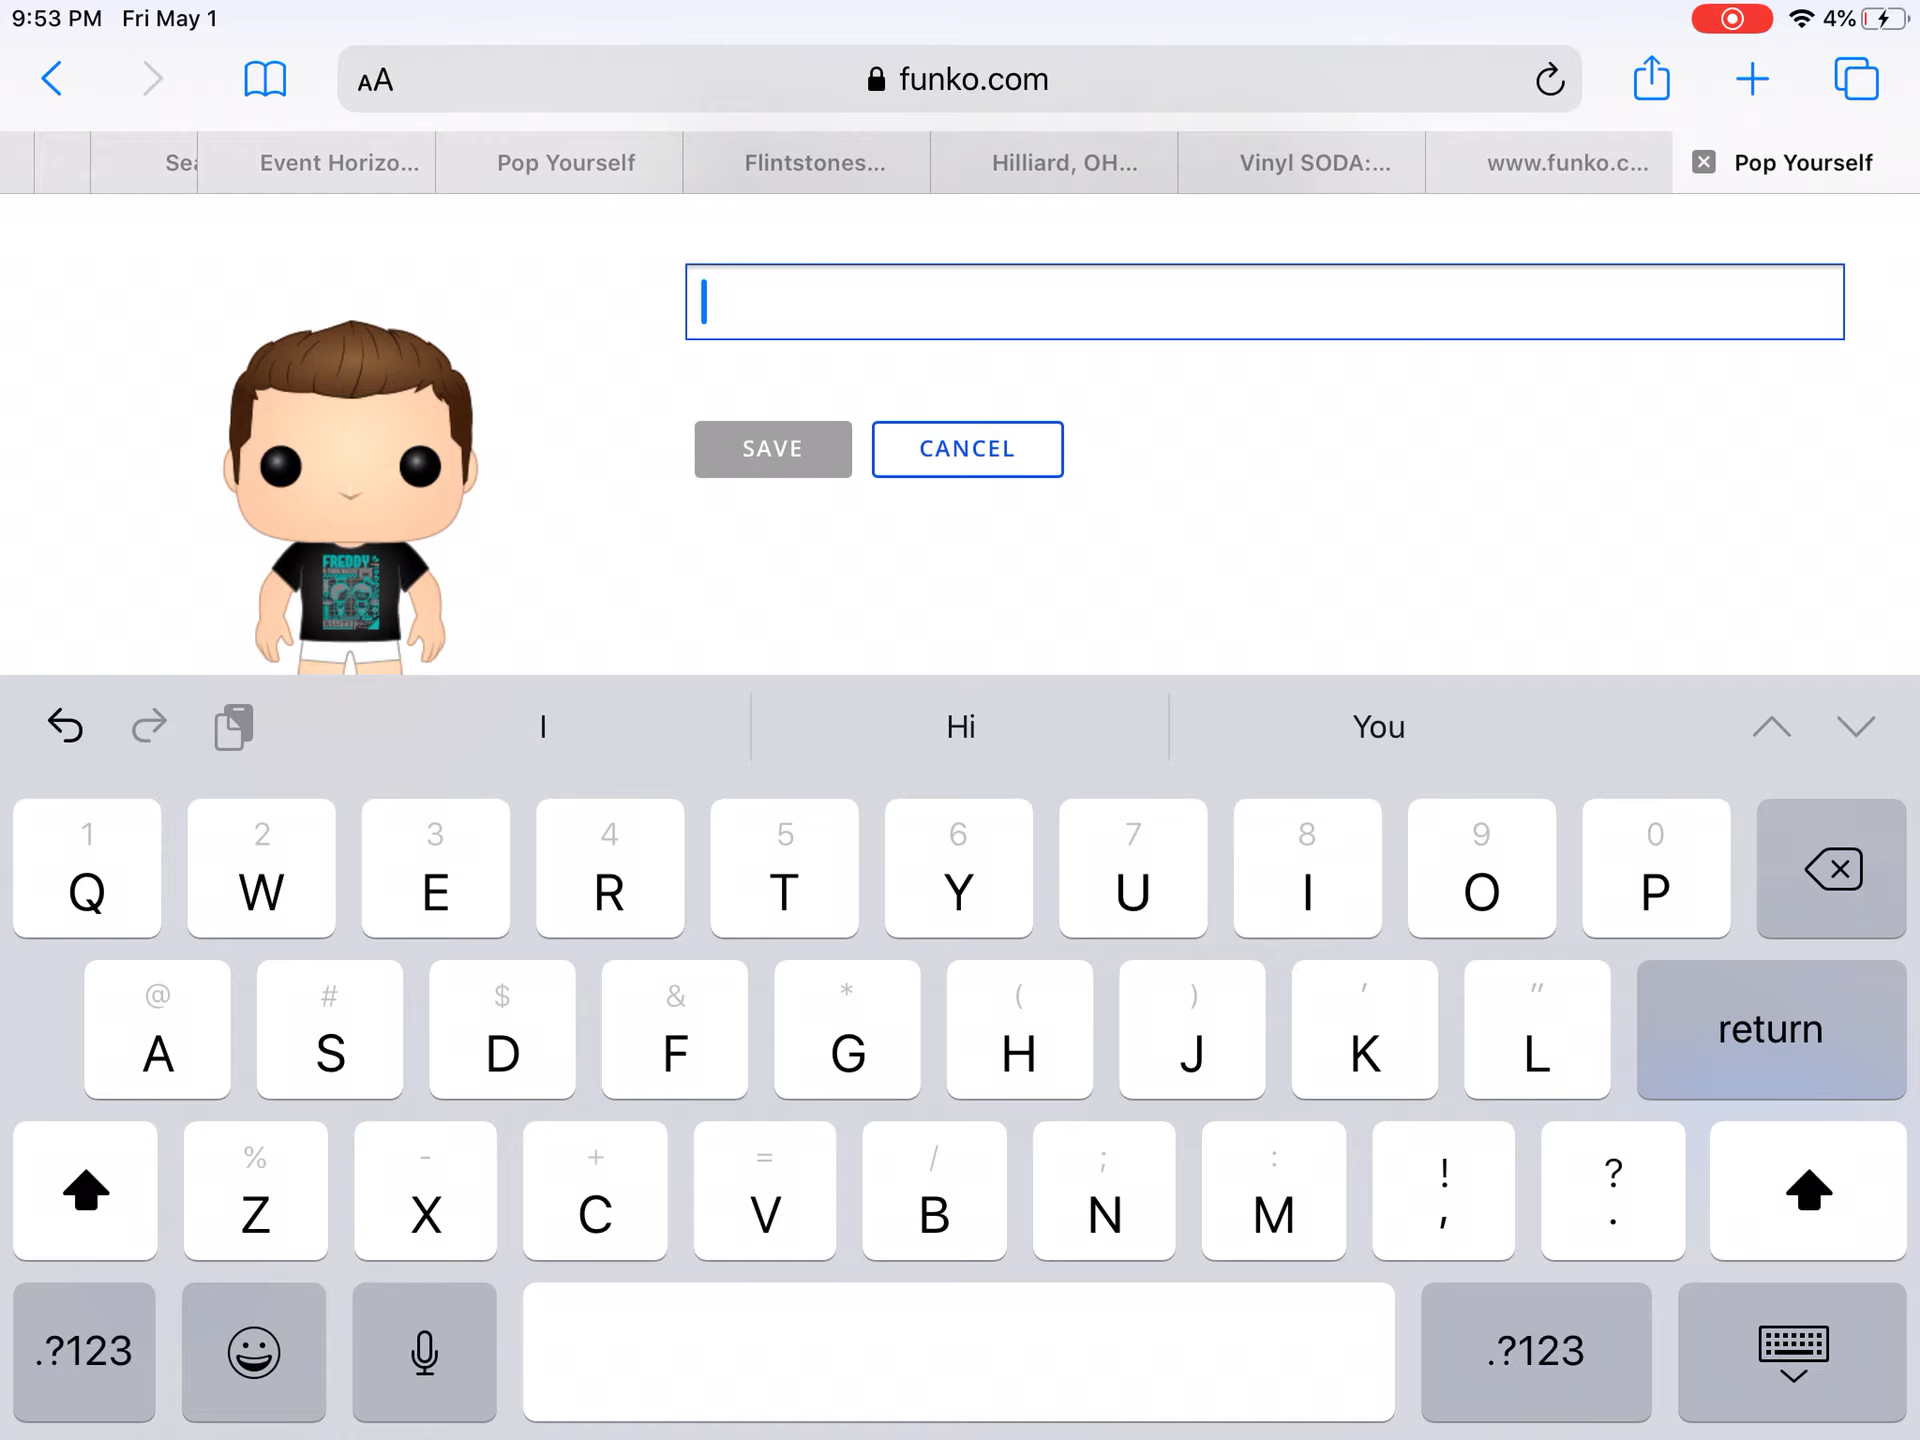 9:53 PM Fri May 1 4%
AA funko.com
Event Horizo... Pop Yourself Flintstones... Hilliard, OH... Vinyl SODA:... www.funko.c... Pop Yourself
SAVE CANCEL
FREDDY
I Hi You
1 2 3 4 5 6 7 8 9 0
Q W E R T Y U I O P
@ # $ & * ( ) ' "
A S D F G H J K L return
% - + = / ; : ! ?
Z X C V B N M , .
.?123 .?123